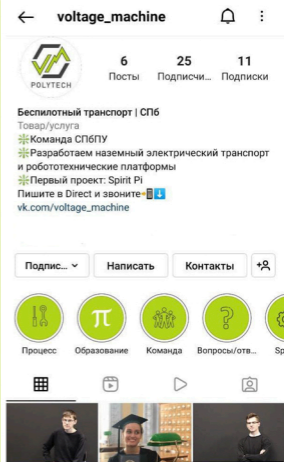 voltage_machine
POLYTECH
6 25 11
Посты Подписчи... Подписки
Беспилотный транспорт | СПб
Товар/услуга
Команда СПбПУ
Разработаем наземный электрический транспорт
и робототехнические платформы
Первый проект: Spirit Pi
Пишите в Direct и звоните
vk.com/voltage_machine
Подпис... Написать Контакты
π ?
Процесс Образование Команда Вопросы/отв... Sp